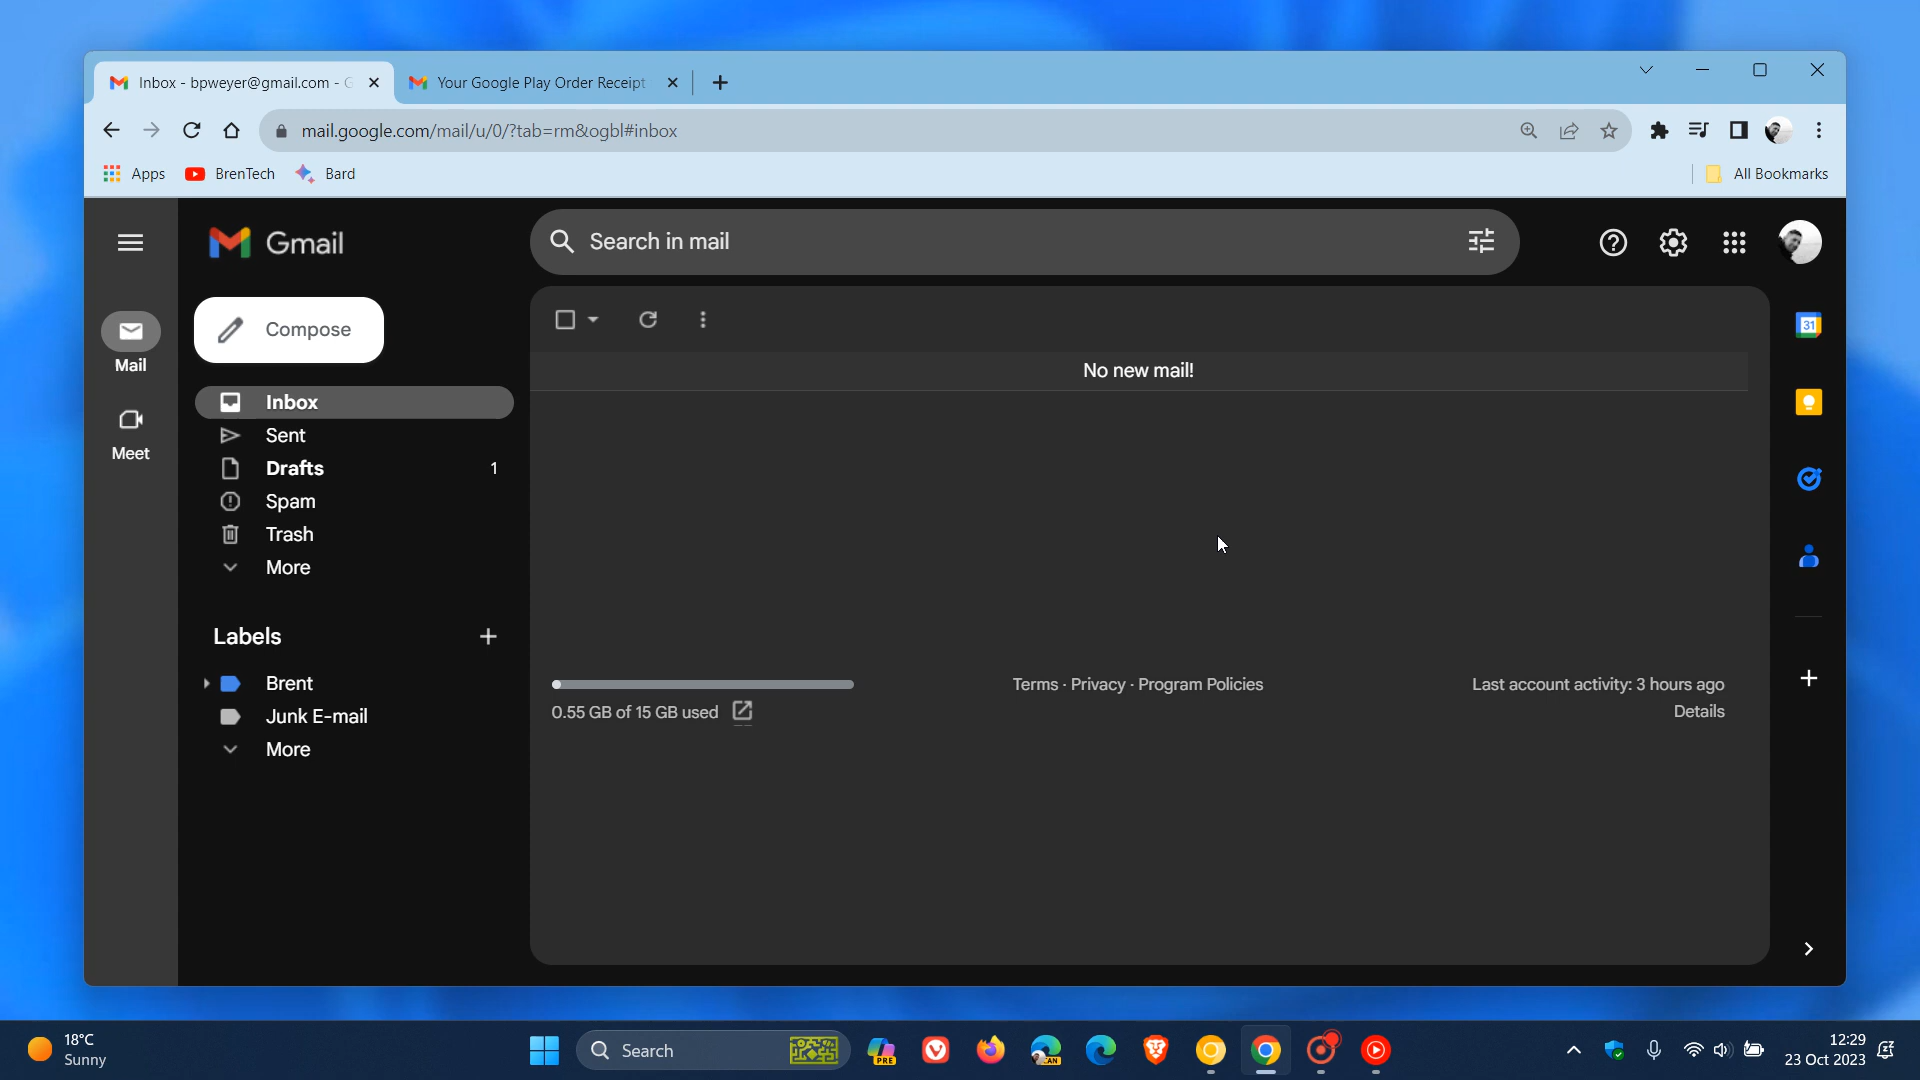 Inbox - bpweyer@gmail.com - G
Your Google Play Order Receipt
mail.google.com/mail/u/0/?tab=rm&ogbl#inbox
Apps
BrenTech
Bard
All Bookmarks
Gmail
Search in mail
Compose
Mail
Meet
Inbox
Sent
Drafts 1
Spam
Trash
More
Labels
Brent
Junk E-mail
More
No new mail!
0.55 GB of 15 GB used
Terms · Privacy · Program Policies
Last account activity: 3 hours ago
Details
31
18°C
Sunny
Search
PRE
CAN
12:29
23 Oct 2023